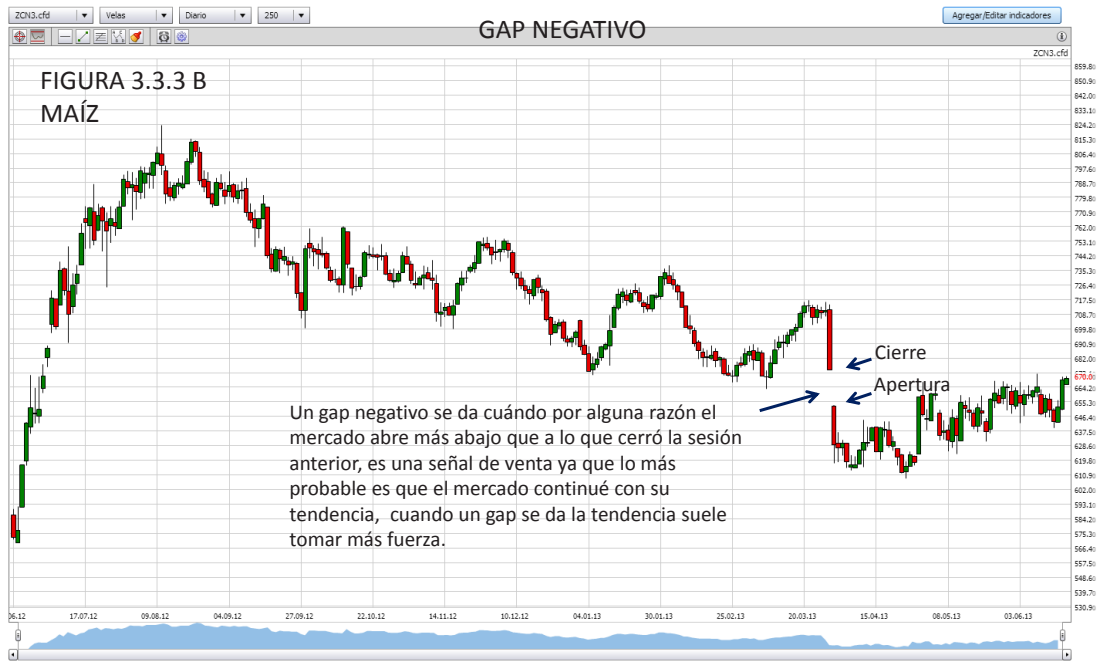 ZCN3.cfd
Velas
Diario
250
Agregar/Editar indicadores
GAP NEGATIVO
ZCN3.cfd
FIGURA 3.3.3 B
MAÍZ
859.80
850.90
842.00
833.10
824.20
815.30
806.40
797.60
788.70
779.80
770.90
762.00
753.10
744.20
735.30
726.40
717.50
708.70
699.80
690.90
682.00
670.00
664.20
655.30
646.40
637.50
628.60
619.80
610.90
602.00
593.10
584.20
575.30
566.40
557.50
548.60
539.70
530.90
Cierre
Apertura
Un gap negativo se da cuándo por alguna razón el
mercado abre más abajo que a lo que cerró la sesión
anterior, es una señal de venta ya que lo más
probable es que el mercado continué con su
tendencia, cuando un gap se da la tendencia suele
tomar más fuerza.
17.07.12 09.08.12 04.09.12 27.09.12 22.10.12 14.11.12 10.12.12 04.01.13 30.01.13 25.02.13 20.03.13 15.04.13 08.05.13 03.06.13